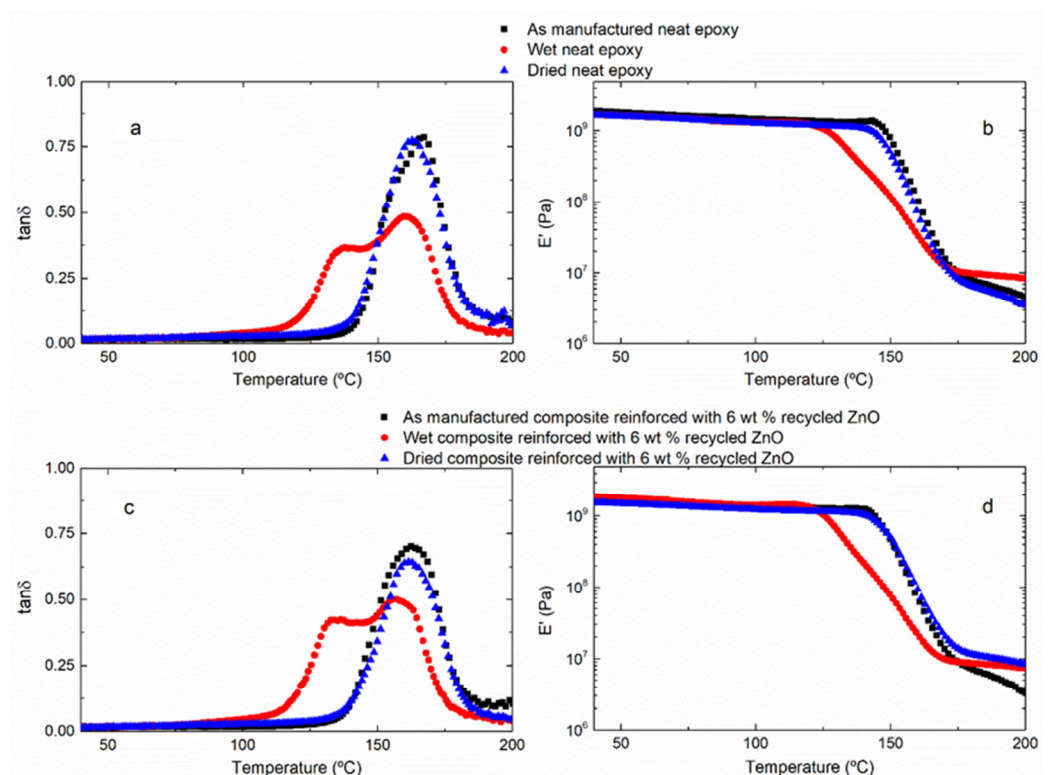 As manufactured neat epoxy
Wet neat epoxy
Dried neat epoxy
a
tanδ
1.00
0.75
0.50
0.25
0.00
50
100
150
200
Temperature (ºC)
b
E' (Pa)
10⁹
10⁸
10⁷
10⁶
50
100
150
200
Temperature (ºC)
As manufactured composite reinforced with 6 wt % recycled ZnO
Wet composite reinforced with 6 wt % recycled ZnO
Dried composite reinforced with 6 wt % recycled ZnO
c
tanδ
1.00
0.75
0.50
0.25
0.00
50
100
150
200
Temperature (ºC)
d
E' (Pa)
10⁹
10⁸
10⁷
10⁶
50
100
150
200
Temperature (ºC)